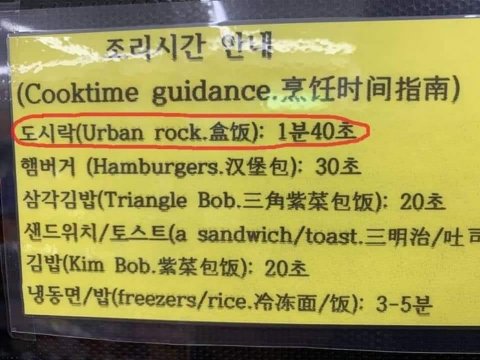 조리시간 안내
(Cooktime guidance.烹饪时间指南)
도시락(Urban rock.盒饭): 1분40초
햄버거 (Hamburgers.汉堡包): 30초
삼각김밥(Triangle Bob.三角紫菜包饭): 20초
샌드위치/토스트(a sandwich/toast.三明治/吐司
김밥(Kim Bob.紫菜包饭): 20초
냉동면/밥(freezers/rice.冷冻面/饭): 3-5분